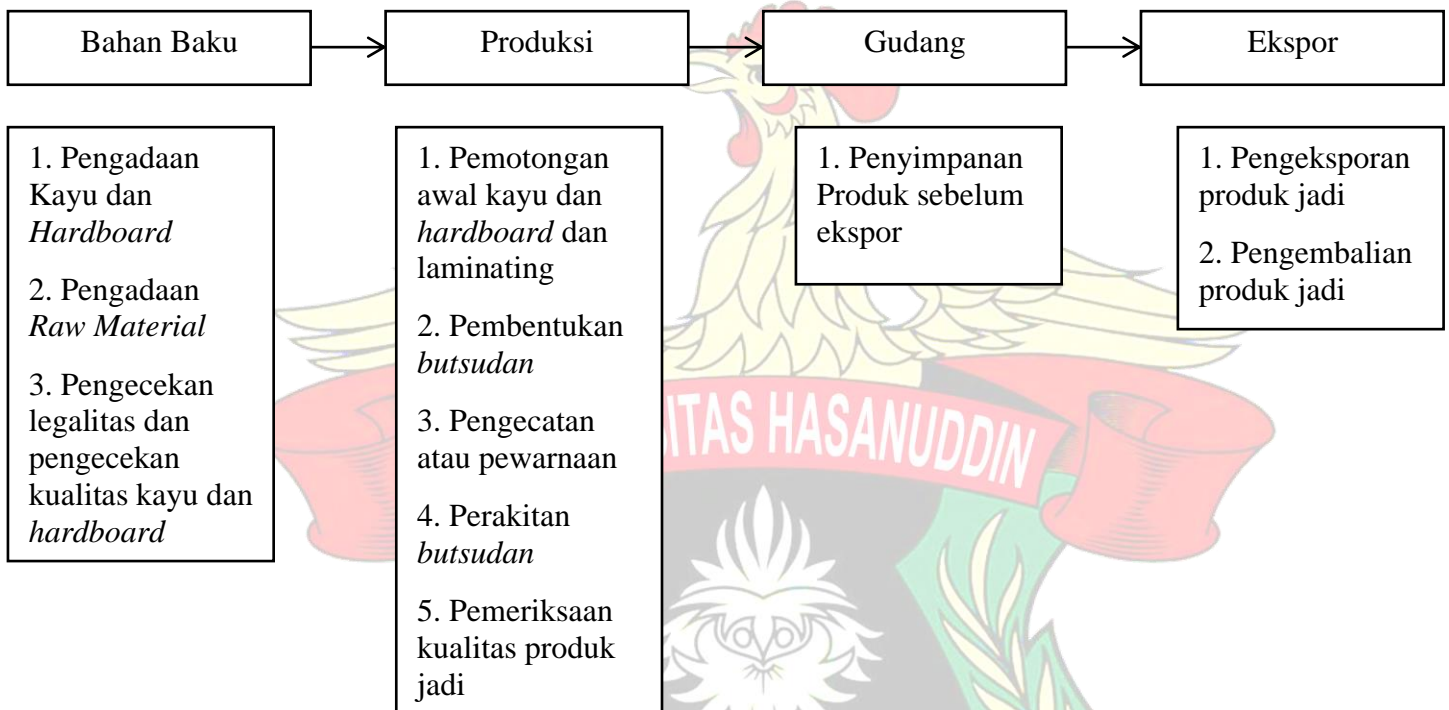 Bahan Baku
Produksi
Gudang
Ekspor
1. Pengadaan
Kayu dan
Hardboard
2. Pengadaan
Raw Material
3. Pengecekan
legalitas dan
pengecekan
kualitas kayu dan
hardboard
1. Pemotongan
awal kayu dan
hardboard dan
laminating
2. Pembentukan
butsudan
3. Pengecatan
atau pewarnaan
4. Perakitan
butsudan
5. Pemeriksaan
kualitas produk
jadi
1. Penyimpanan
Produk sebelum
ekspor
1. Pengeksporan
produk jadi
2. Pengembalian
produk jadi
ITAS HASANUDDIN